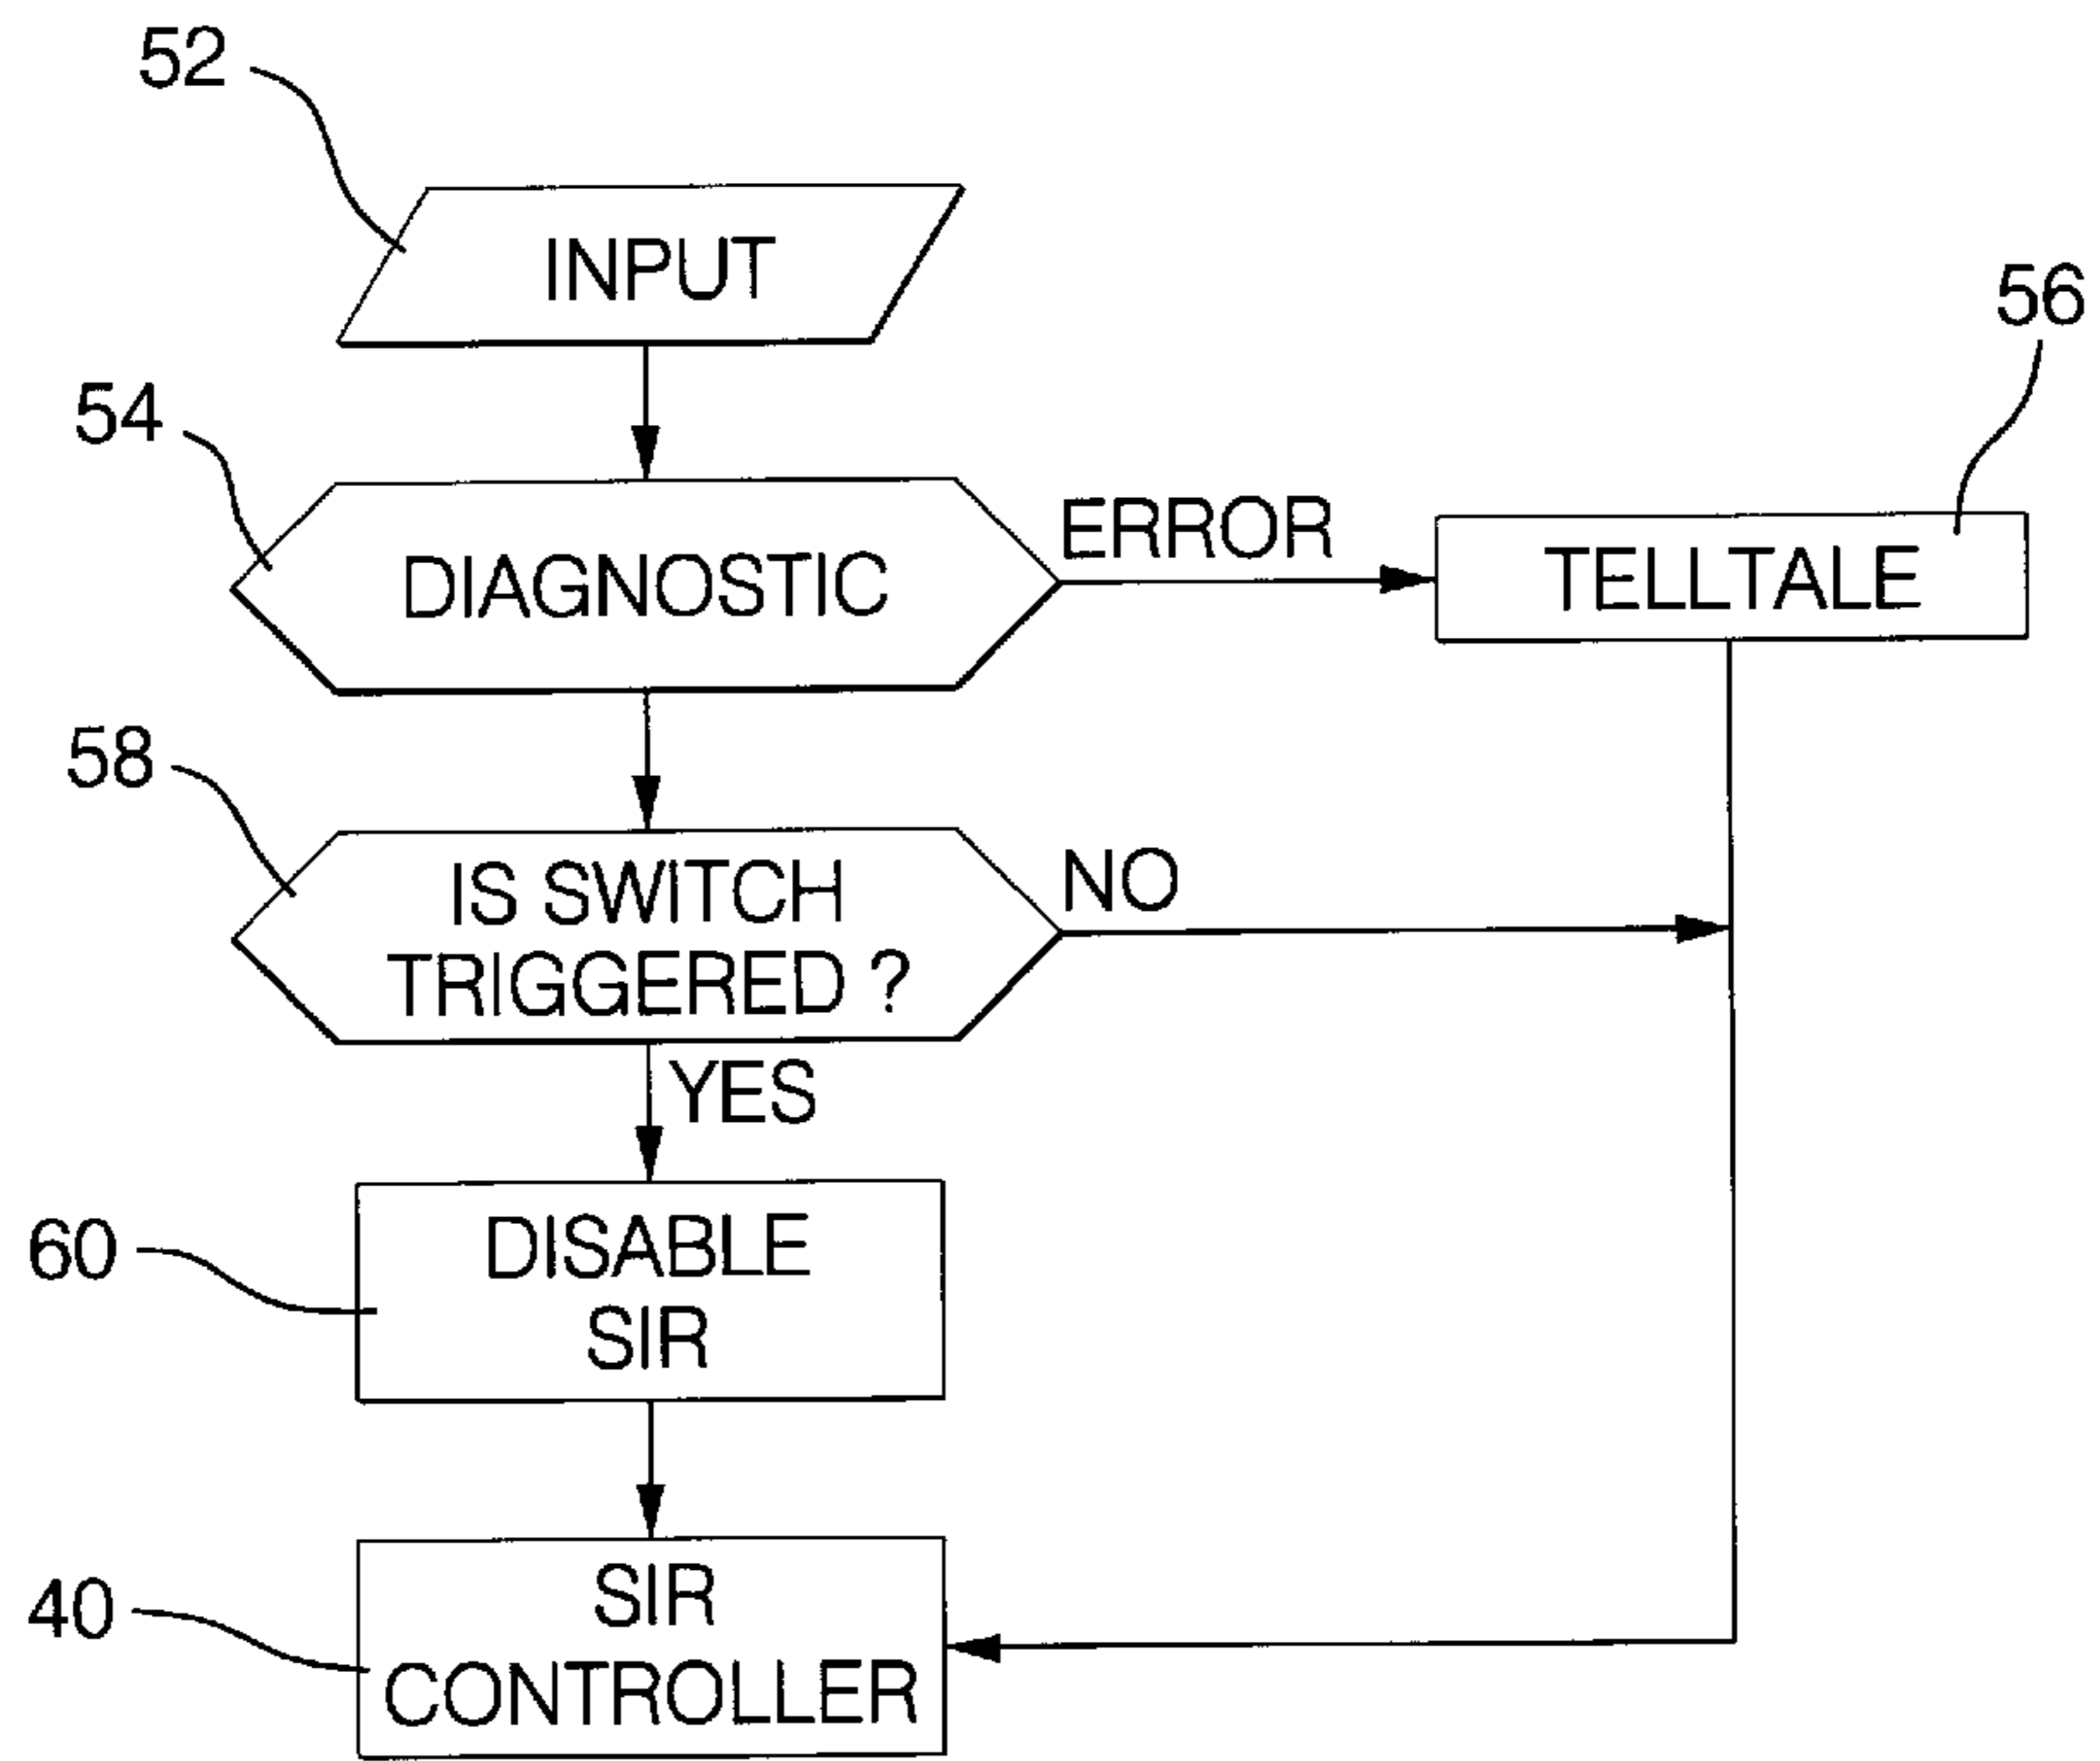 52
INPUT
56
54
DIAGNOSTIC
ERROR
TELLTALE
58
IS SWITCH
TRIGGERED ?
NO
YES
60
DISABLE
SIR
40
SIR
CONTROLLER